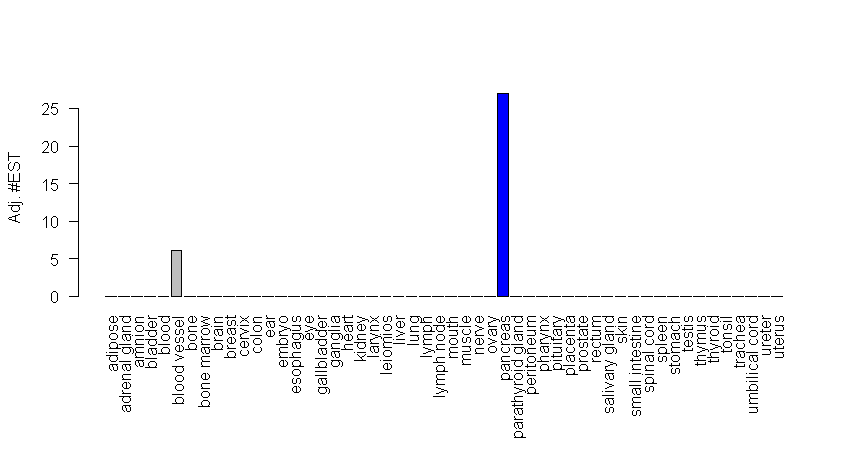 Adj. #EST
25
20
15
10
5
0
adipose
adrenal gland
amnion
bladder
blood
blood vessel
bone
bone marrow
brain
breast
cervix
colon
ear
embryo
esophagus
eye
gallbladder
ganglia
heart
kidney
larynx
leiomios
liver
lung
lymph
lymph node
mouth
muscle
nerve
ovary
pancreas
parathyroid gland
peritoneum
pharynx
pituitary
placenta
prostate
rectum
salivary gland
skin
small intestine
spinal cord
spleen
stomach
testis
thymus
thyroid
tonsil
trachea
umbilical cord
ureter
uterus